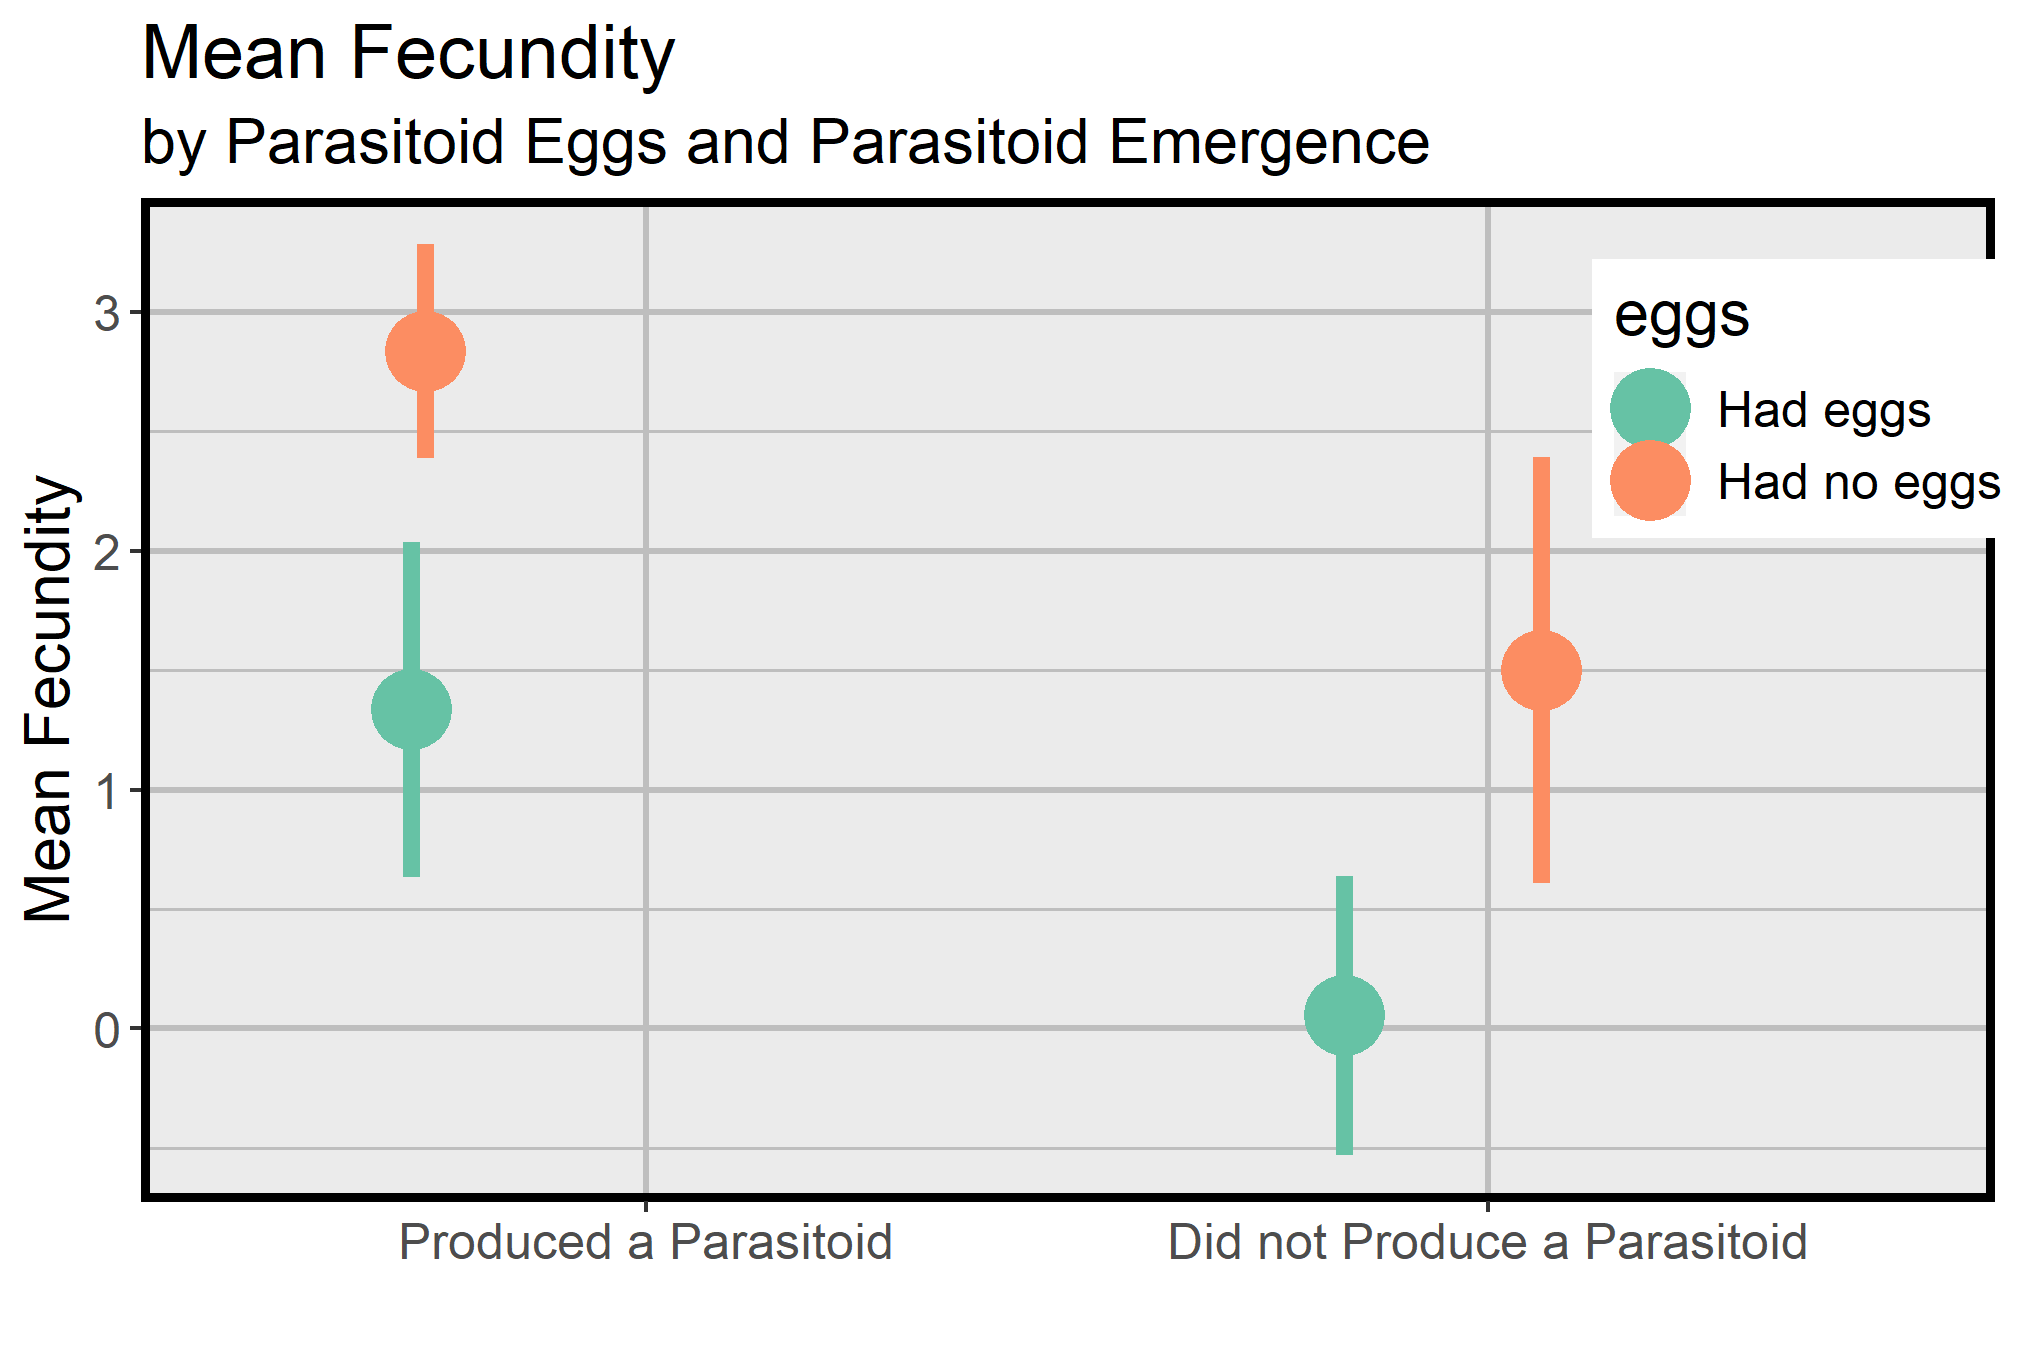 Mean Fecundity
by Parasitoid Eggs and Parasitoid Emergence
Mean Fecundity
3
2
1
0
eggs
Had eggs
Had no eggs
Produced a Parasitoid
Did not Produce a Parasitoid